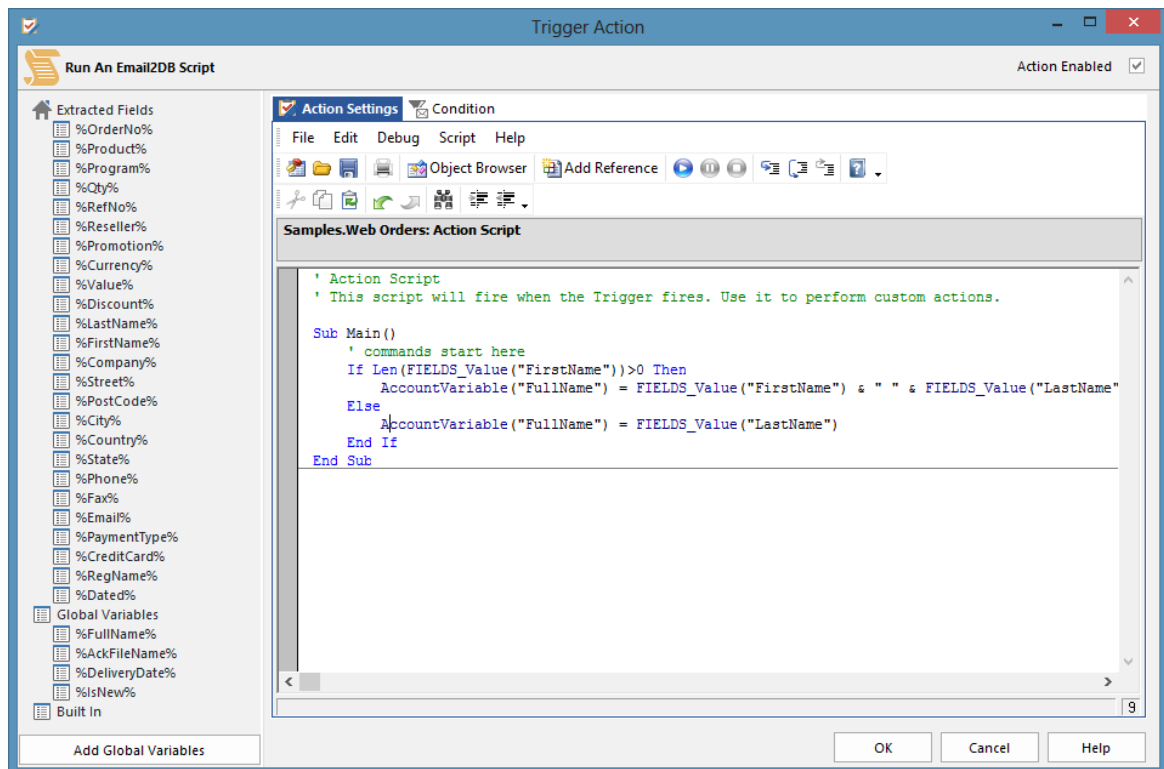 Trigger Action
Run An Email2DB Script
Action Enabled
Extracted Fields
%OrderNo%
%Product%
%Program%
%Qty%
%RefNo%
%Reseller%
%Promotion%
%Currency%
%Value%
%Discount%
%LastName%
%FirstName%
%Company%
%Street%
%PostCode%
%City%
%Country%
%State%
%Phone%
%Fax%
%Email%
%PaymentType%
%CreditCard%
%RegName%
%Dated%
Global Variables
%FullName%
%AckFileName%
%DeliveryDate%
%IsNew%
Built In
Add Global Variables
Action Settings Condition
File Edit Debug Script Help
Object Browser Add Reference
Samples.Web Orders: Action Script
' Action Script
' This script will fire when the Trigger fires. Use it to perform custom actions.
Sub Main()
' commands start here
If Len(FIELDS_Value("FirstName"))>0 Then
AccountVariable("FullName") = FIELDS_Value("FirstName") & " " & FIELDS_Value("LastName"
Else
AccountVariable("FullName") = FIELDS_Value("LastName")
End If
End Sub
9
OK Cancel Help